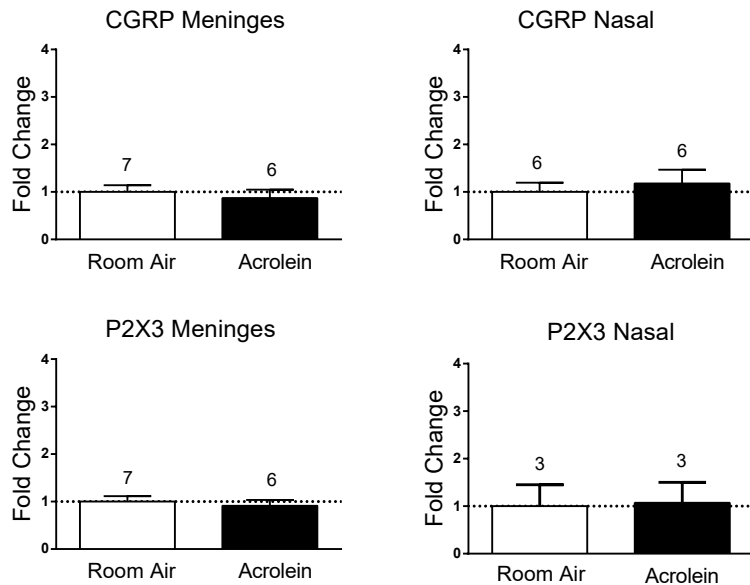 CGRP Meninges
4
3
2
1
0
Fold Change
7
6
Room Air
Acrolein
CGRP Nasal
4
3
2
1
0
Fold Change
6
6
Room Air
Acrolein
P2X3 Meninges
4
3
2
1
0
Fold Change
7
6
Room Air
Acrolein
P2X3 Nasal
4
3
2
1
0
Fold Change
3
3
Room Air
Acrolein